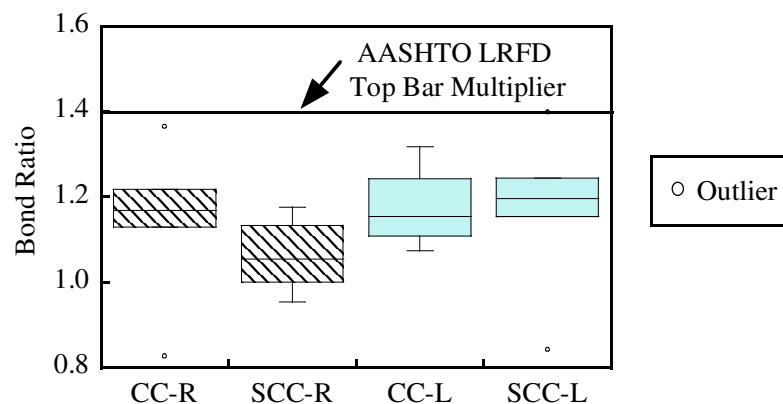 1.6
AASHTO LRFD
Top Bar Multiplier
1.4
Bond Ratio
1.2
Outlier
1.0
0.8
CC-R SCC-R CC-L SCC-L